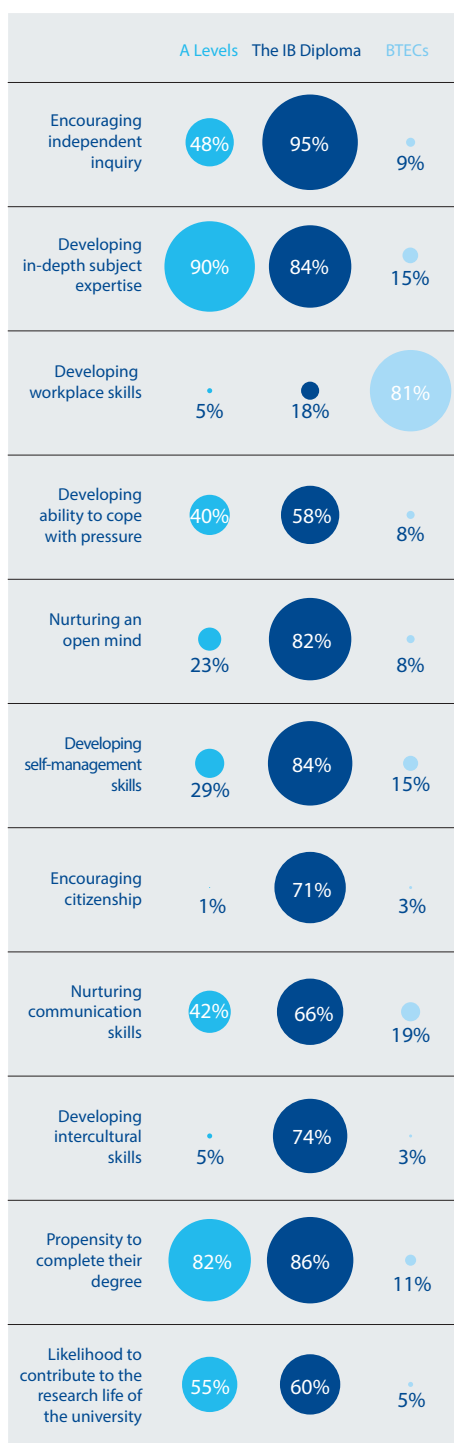 A Levels The IB Diploma BTECs
Encouraging
independent
inquiry
48% 95% 9%
Developing
in-depth subject
expertise
90% 84% 15%
Developing
workplace skills
5% 18% 81%
Developing
ability to cope
with pressure
40% 58% 8%
Nurturing an
open mind
23% 82% 8%
Developing
self-management
skills
29% 84% 15%
Encouraging
citizenship
1% 71% 3%
Nurturing
communication
skills
42% 66% 19%
Developing
intercultural
skills
5% 74% 3%
Propensity to
complete their
degree
82% 86% 11%
Likelihood to
contribute to the
research life of
the university
55% 60% 5%